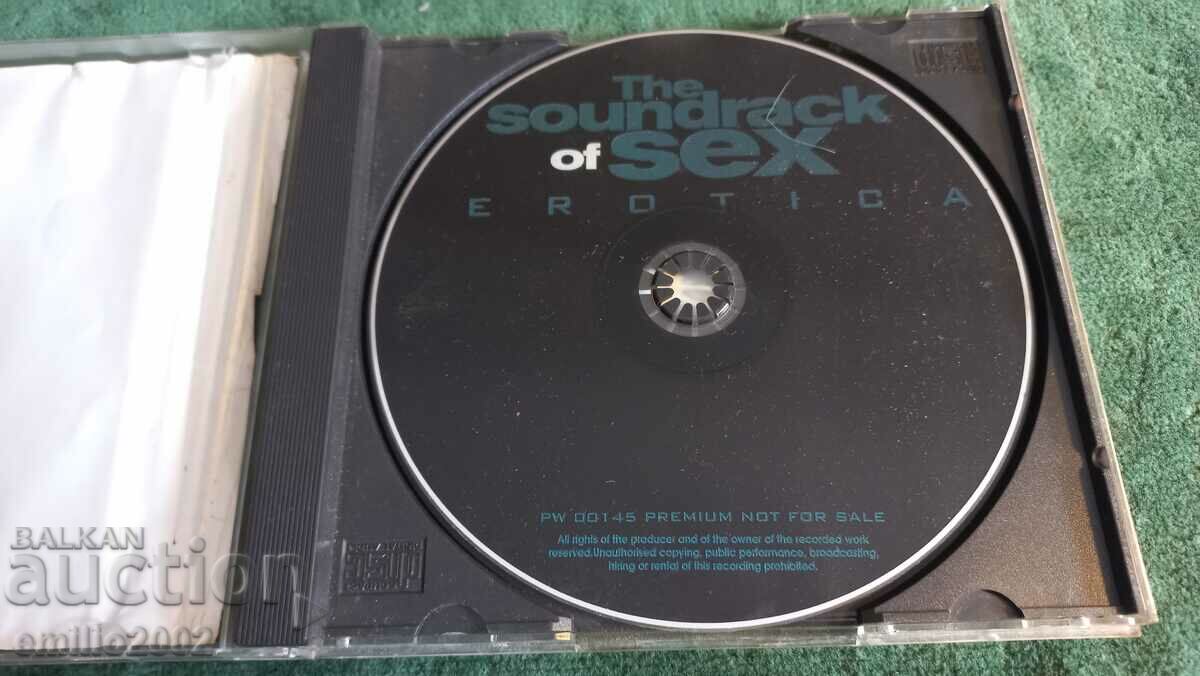 The
soundrack
of sex
EROTICA
PW 00145 PREMIUM NOT FOR SALE
All rights of the producer and of the owner of the recorded work
reserved.Unauthorised copying, public performance, broadcasting,
hiring or rental of this recording prohibited.
BALKAN
auction
emilio2002